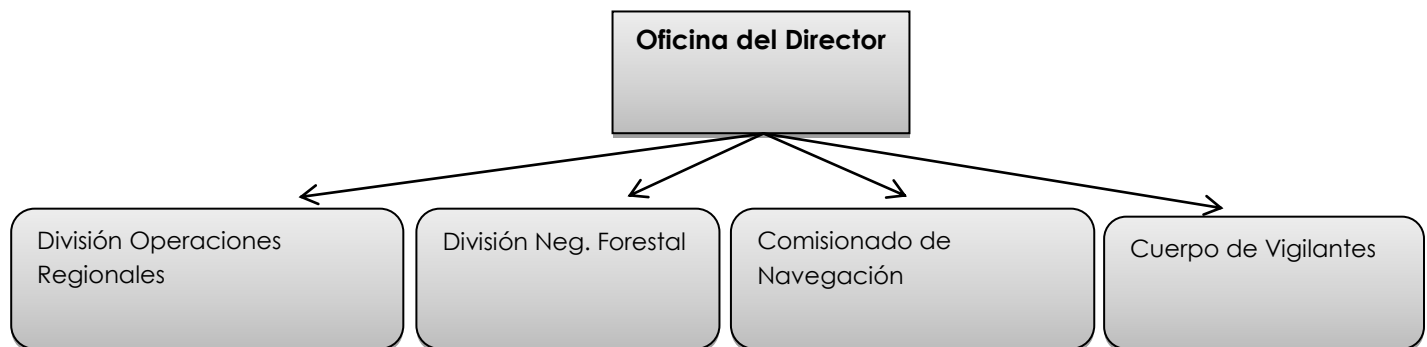 Oficina del Director
División Operaciones
Regionales
División Neg. Forestal
Comisionado de
Navegación
Cuerpo de Vigilantes